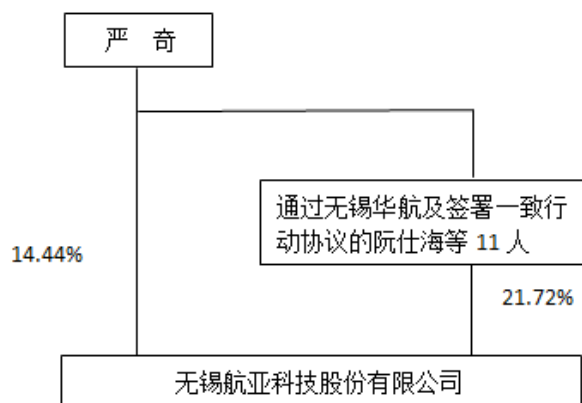 严 奇
通过无锡华航及签署一致行
动协议的阮仕海等 11 人
14.44%
21.72%
无锡航亚科技股份有限公司